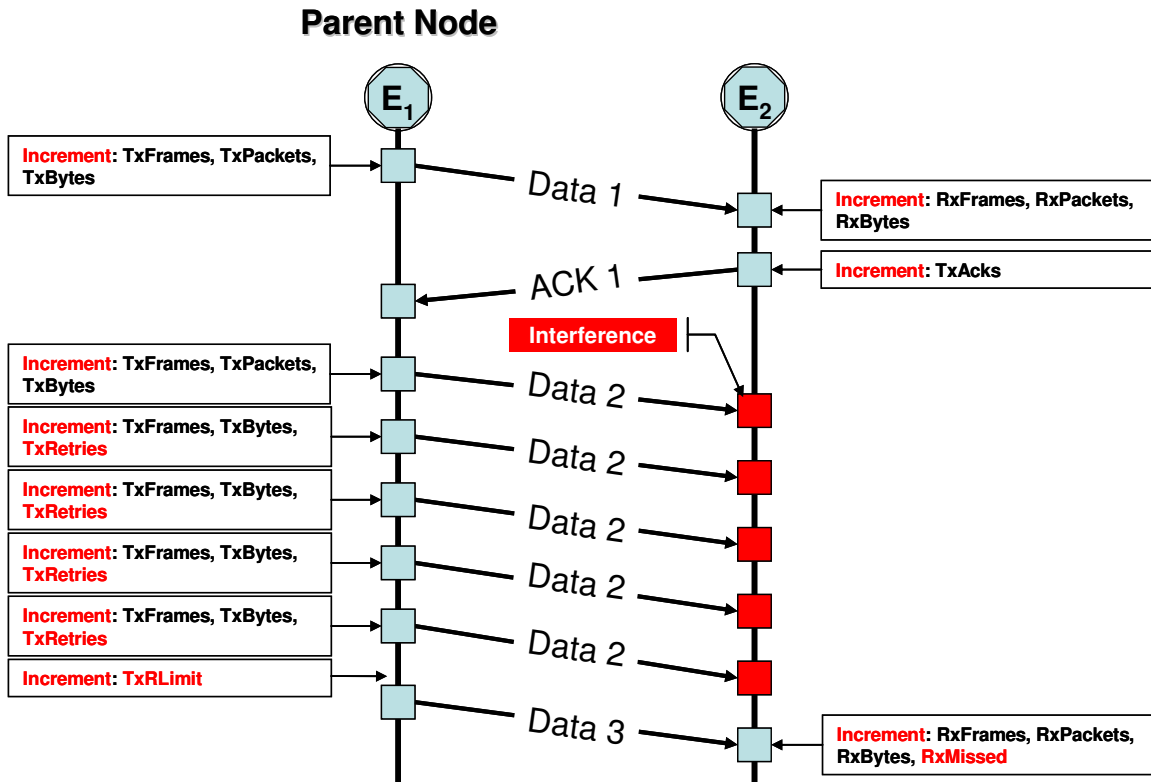 Parent Node
E1
E2
Increment: TxFrames, TxPackets,
TxBytes
Data 1
Increment: RxFrames, RxPackets,
RxBytes
ACK 1
Increment: TxAcks
Interference
Increment: TxFrames, TxPackets,
TxBytes
Data 2
Increment: TxFrames, TxBytes,
TxRetries
Data 2
Increment: TxFrames, TxBytes,
TxRetries
Data 2
Increment: TxFrames, TxBytes,
TxRetries
Data 2
Increment: TxFrames, TxBytes,
TxRetries
Data 2
Increment: TxRLimit
Data 3
Increment: RxFrames, RxPackets,
RxBytes, RxMissed